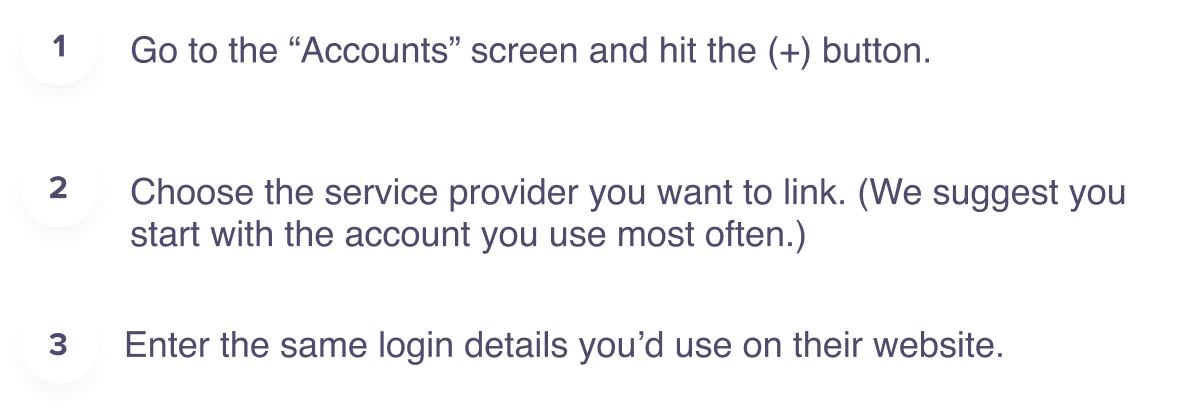 1 Go to the “Accounts” screen and hit the (+) button.
2 Choose the service provider you want to link. (We suggest you
start with the account you use most often.)
3 Enter the same login details you’d use on their website.